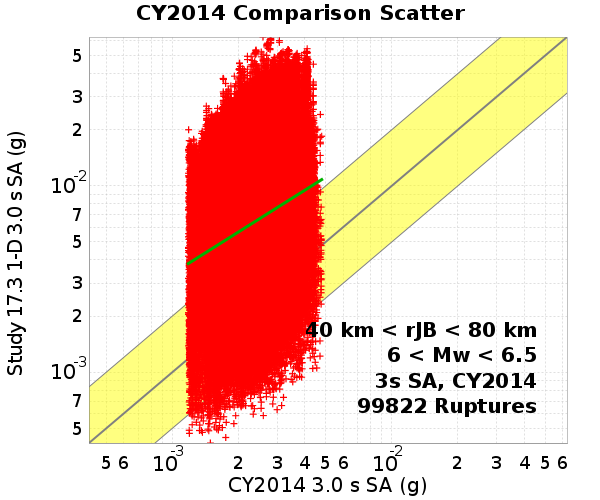 CY2014 Comparison Scatter
Study 17.3 1-D 3.0 s SA (g)
5
3
2
10-2
7
5
3
2
10-3
7
5
40 km < rJB < 80 km
6 < Mw < 6.5
3s SA, CY2014
99822 Ruptures
5 6 10-3 2 3 4 5 6 10-2 2 3 4 5 6
CY2014 3.0 s SA (g)